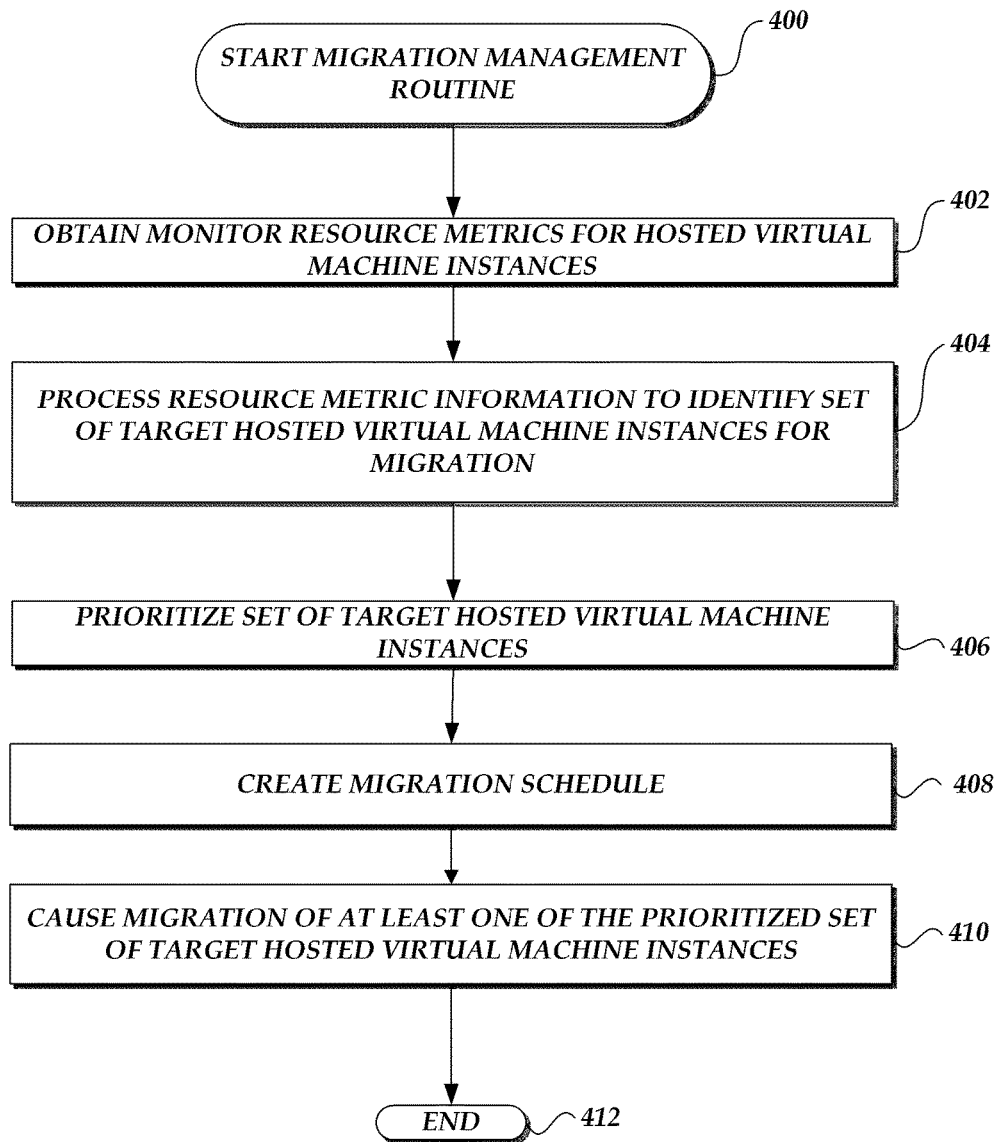 START MIGRATION MANAGEMENT
ROUTINE
400
OBTAIN MONITOR RESOURCE METRICS FOR HOSTED VIRTUAL
MACHINE INSTANCES
402
PROCESS RESOURCE METRIC INFORMATION TO IDENTIFY SET
OF TARGET HOSTED VIRTUAL MACHINE INSTANCES FOR
MIGRATION
404
PRIORITIZE SET OF TARGET HOSTED VIRTUAL MACHINE
INSTANCES
406
CREATE MIGRATION SCHEDULE
408
CAUSE MIGRATION OF AT LEAST ONE OF THE PRIORITIZED SET
OF TARGET HOSTED VIRTUAL MACHINE INSTANCES
410
END
412